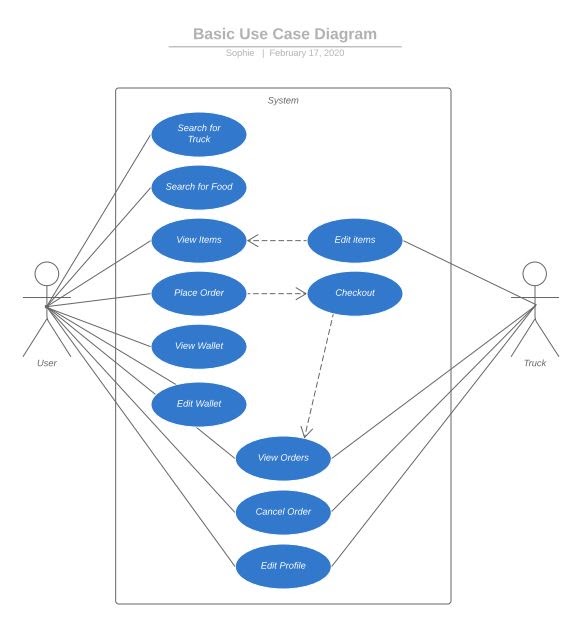 Basic Use Case Diagram
Sophie | February 17, 2020
System
Search for
Truck
Search for Food
View Items
Edit items
Place Order
Checkout
View Wallet
User
Truck
Edit Wallet
View Orders
Cancel Order
Edit Profile